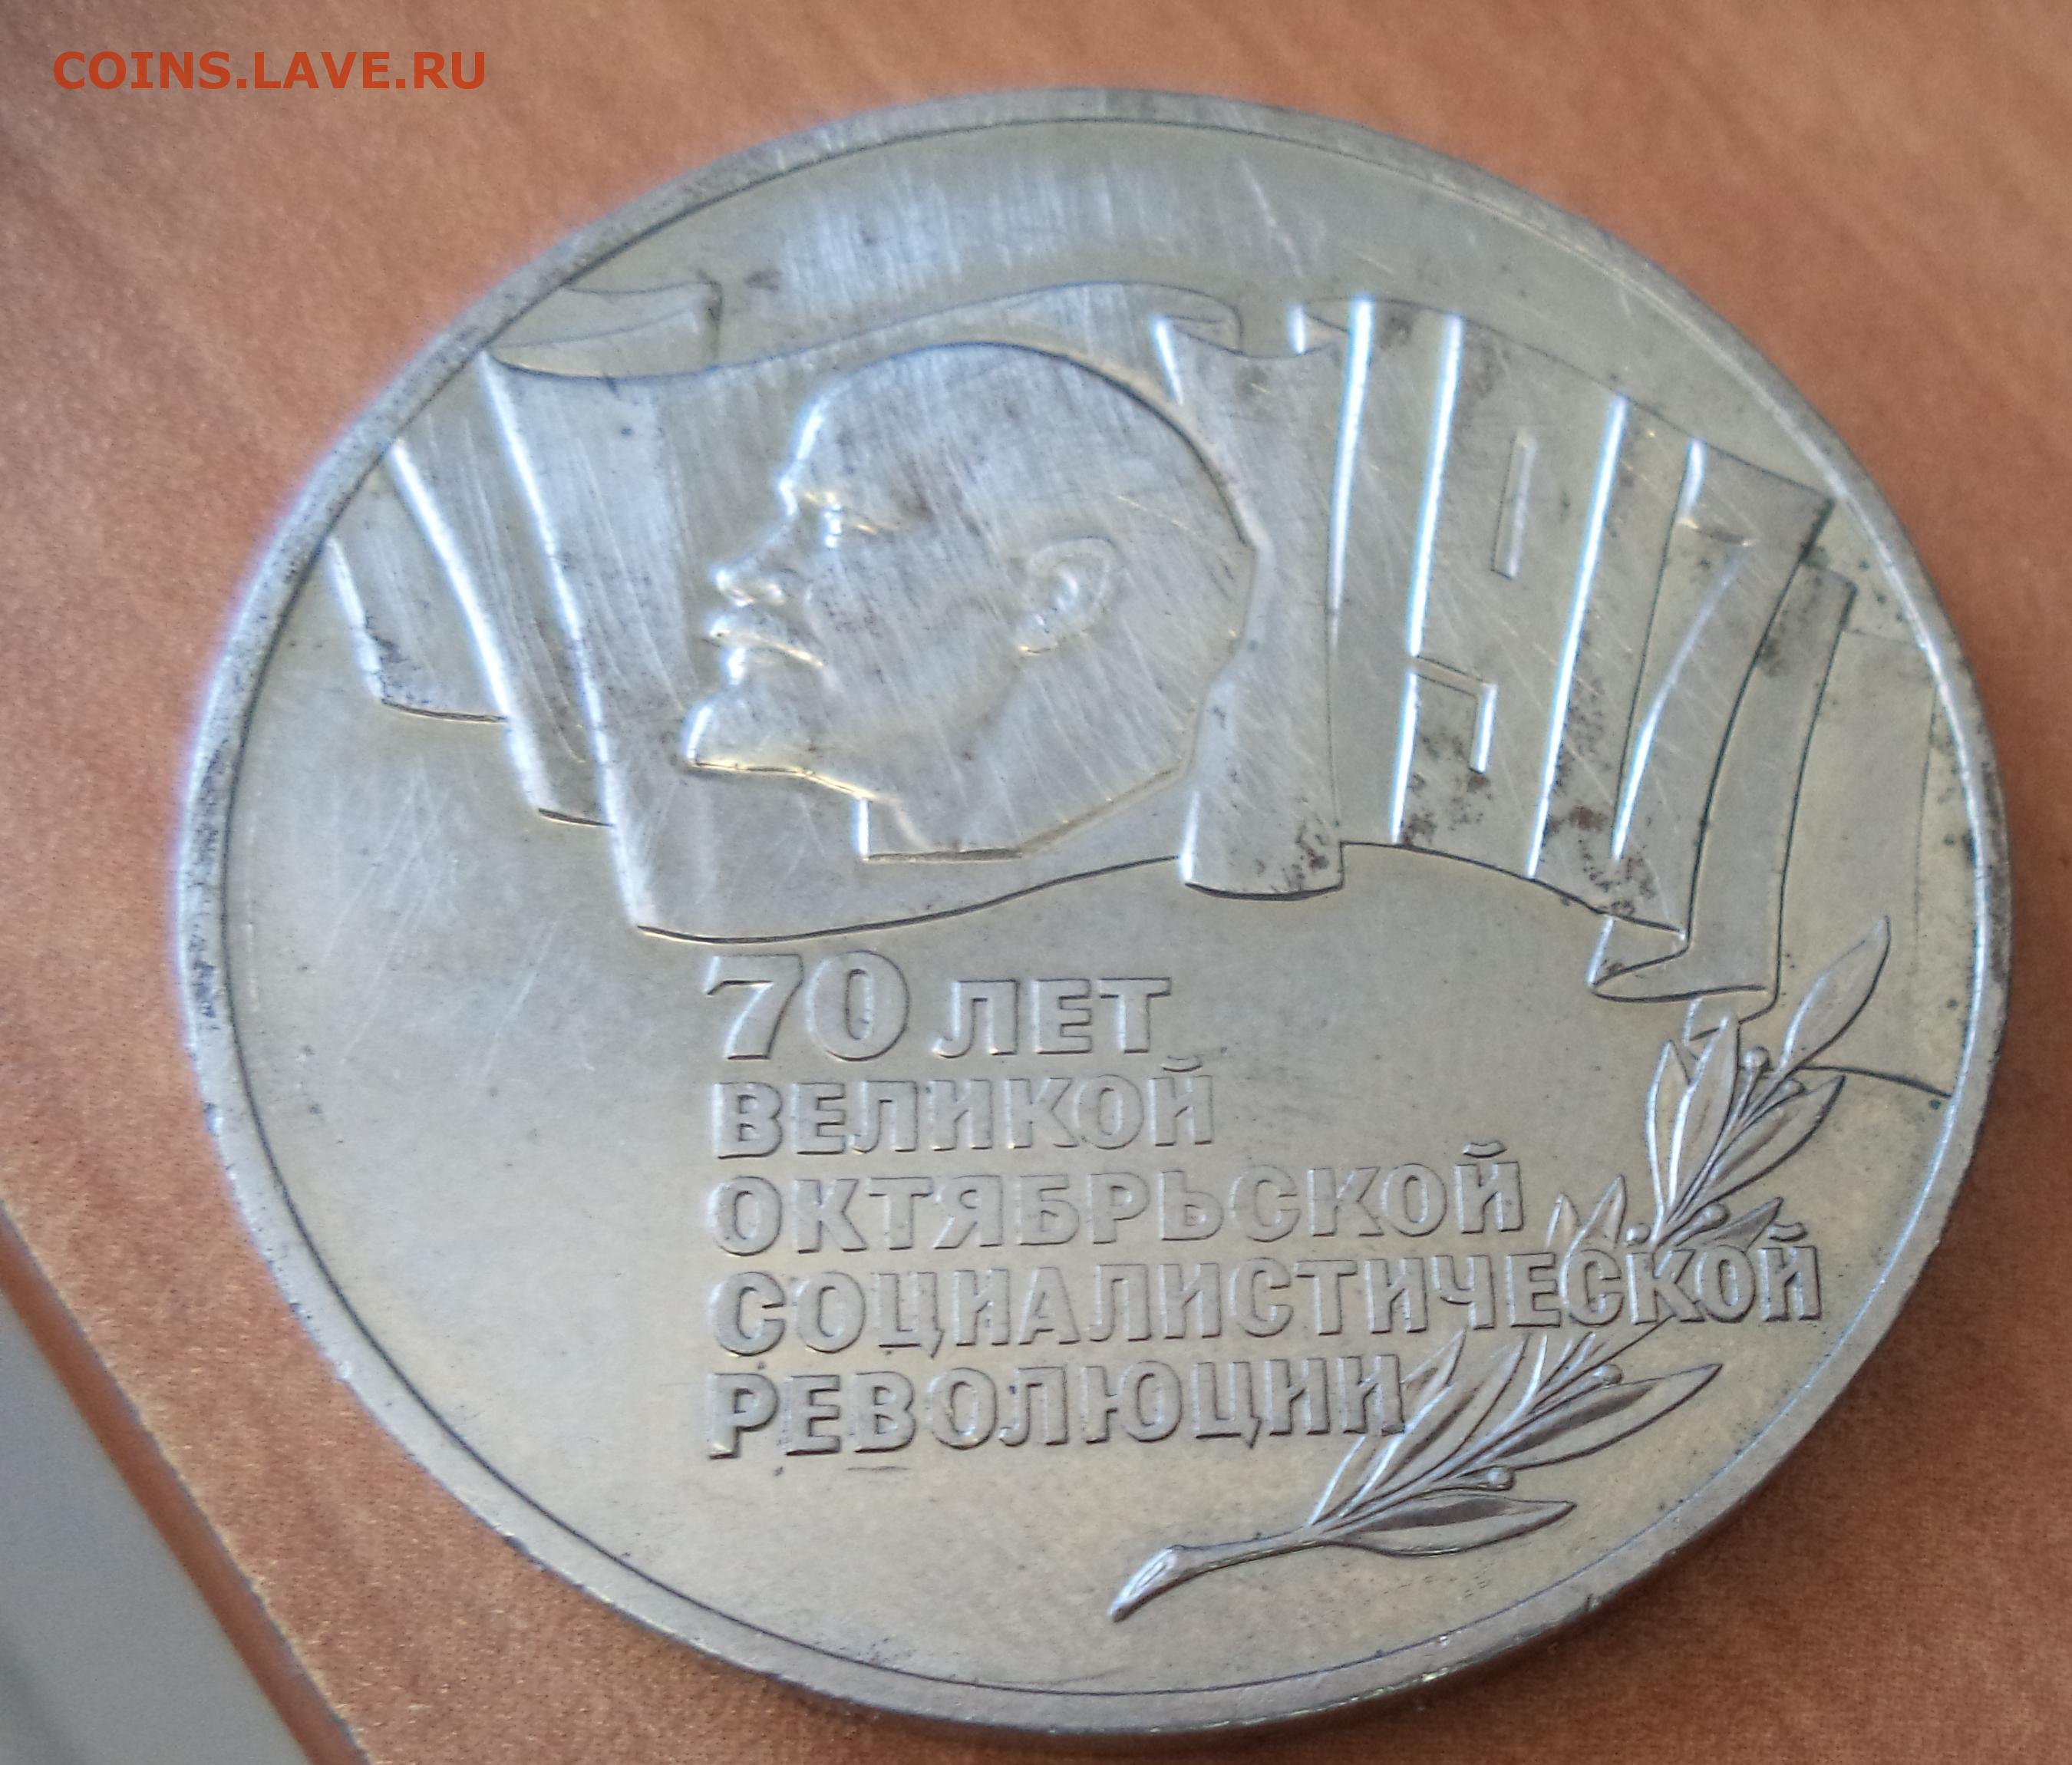 COINS.LAVE.RU
1917
70 ЛЕТ
ВЕЛИКОЙ
ОКТЯБРЬСКОЙ
СОЦИАЛИСТИЧЕСКОЙ
РЕВОЛЮЦИИ